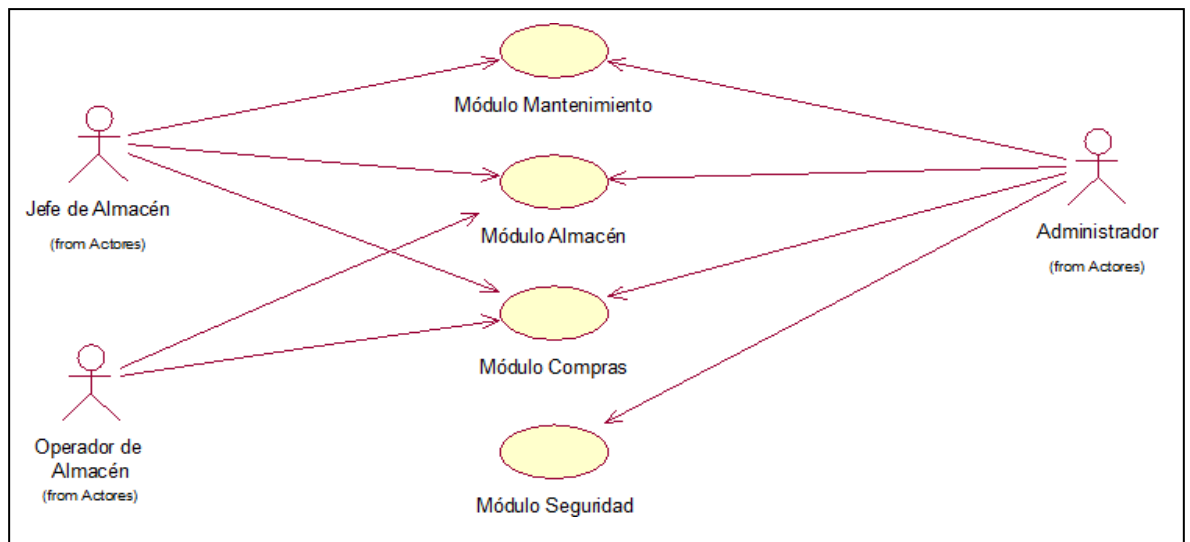 Módulo Mantenimiento
Jefe de Almacén
(from Actores)
Módulo Almacén
Administrador
(from Actores)
Módulo Compras
Operador de
Almacén
(from Actores)
Módulo Seguridad